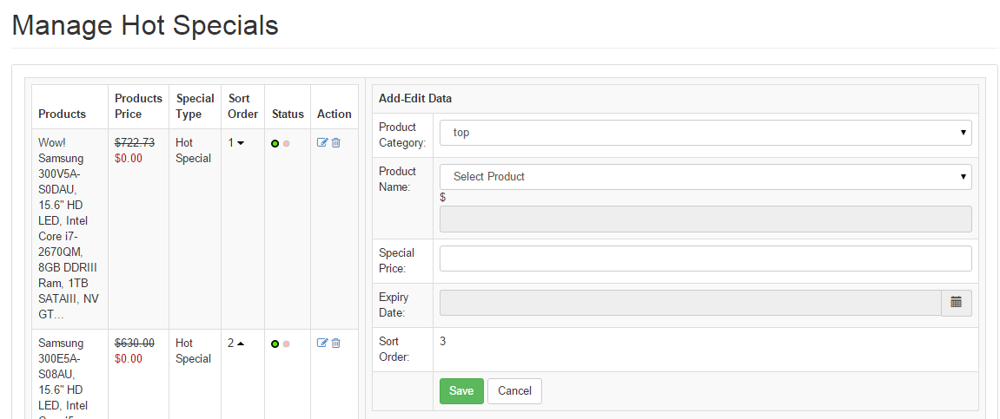 Manage Hot Specials
Products
Products Price
Special Type
Sort Order
Status
Action
Wow!
Samsung
300V5A-
S0DAU,
15.6" HD
LED, Intel
Core i7-
2670QM,
8GB DDRIII
Ram, 1TB
SATAIII, NV
GT...
$722.73
$0.00
Hot
Special
1
Samsung
300E5A-
S08AU,
15.6" HD
LED, Intel
$630.00
$0.00
Hot
Special
2
Add-Edit Data
Product
Category:
top
Product
Name:
Select Product
$
Special
Price:
Expiry
Date:
Sort
Order:
3
Save
Cancel